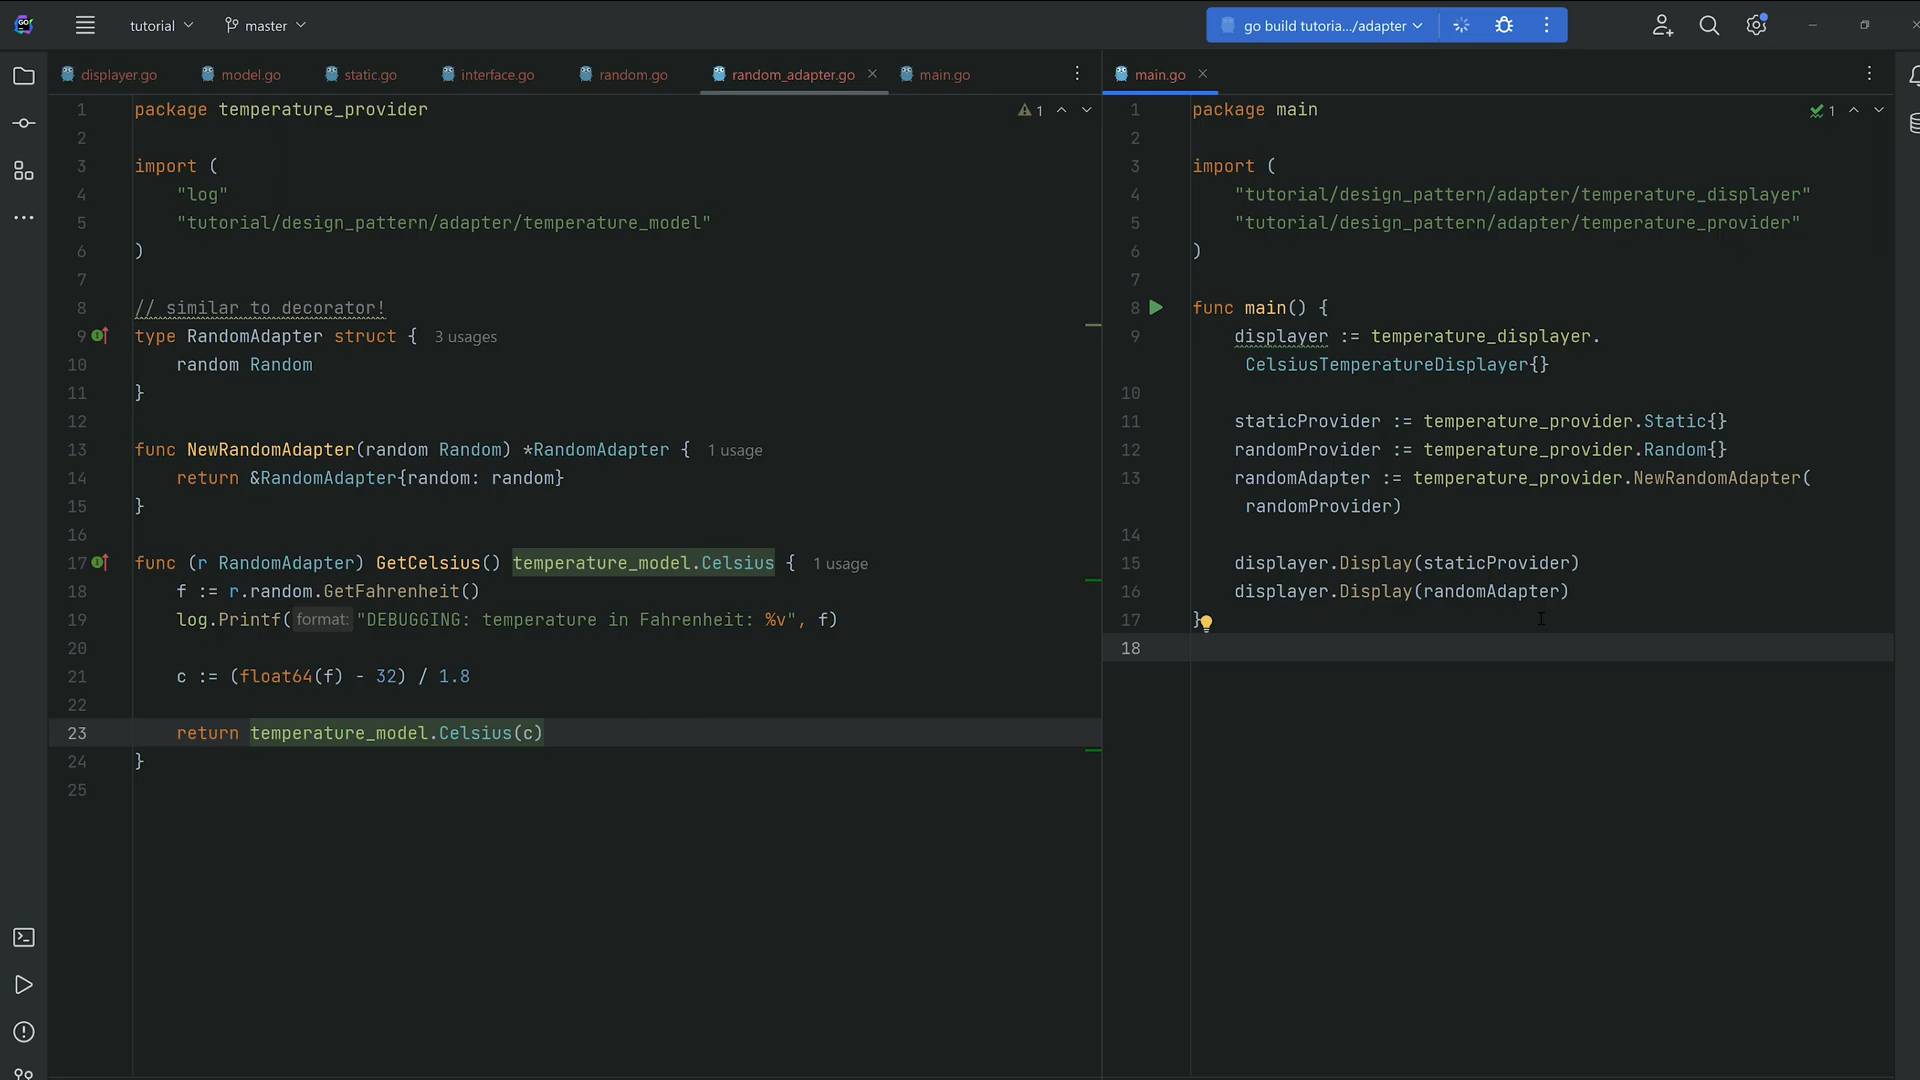 GO
tutorial
master
go build tutoria.../adapter
displayer.go
model.go
static.go
interface.go
random.go
random_adapter.go
main.go
1 package temperature_provider
1
2
3 import (
4 "log"
5 "tutorial/design_pattern/adapter/temperature_model"
6 )
7
8 // similar to decorator!
9 type RandomAdapter struct { 3 usages
10 random Random
11 }
12
13 func NewRandomAdapter(random Random) *RandomAdapter { 1 usage
14 return &RandomAdapter{random: random}
15 }
16
17 func (r RandomAdapter) GetCelsius() temperature_model.Celsius { 1 usage
18 f := r.random.GetFahrenheit()
19 log.Printf( format: "DEBUGGING: temperature in Fahrenheit: %v", f)
20
21 c := (float64(f) - 32) / 1.8
22
23 return temperature_model.Celsius(c)
24 }
25
main.go
1 package main
1
2
3 import (
4 "tutorial/design_pattern/adapter/temperature_displayer"
5 "tutorial/design_pattern/adapter/temperature_provider"
6 )
7
8 func main() {
9 displayer := temperature_displayer.
CelsiusTemperatureDisplayer{}
10
11 staticProvider := temperature_provider.Static{}
12 randomProvider := temperature_provider.Random{}
13 randomAdapter := temperature_provider.NewRandomAdapter(
randomProvider)
14
15 displayer.Display(staticProvider)
16 displayer.Display(randomAdapter)
17 }
18